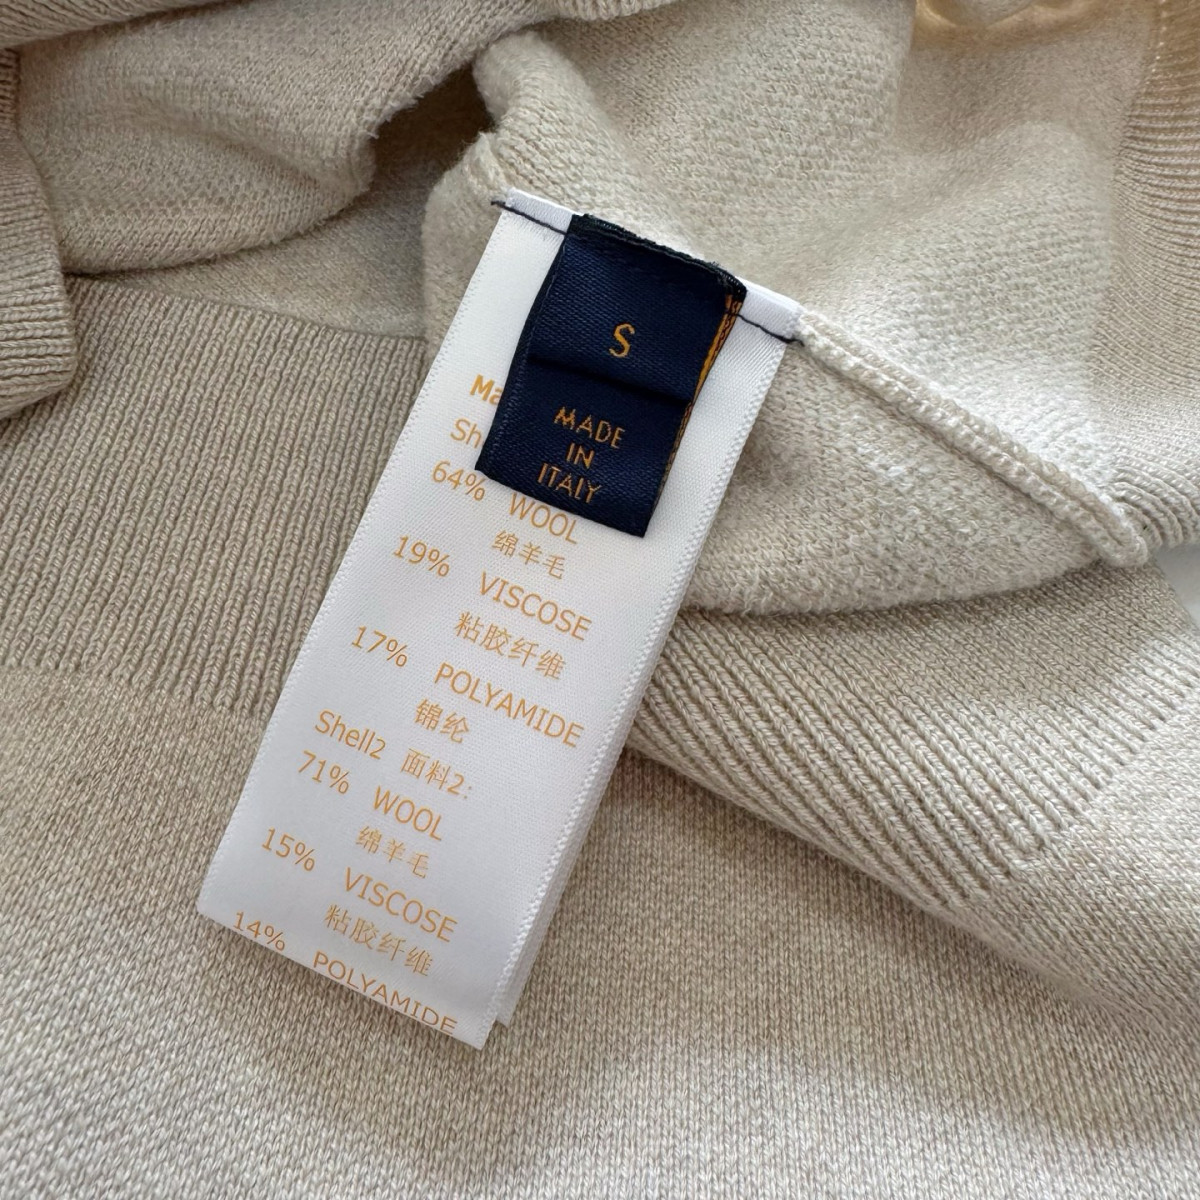 S
MADE
IN
ITALY
64% WOOL
绵羊毛
19% VISCOSE
粘胶纤维
17% POLYAMIDE
锦纶
Shell2 面料2:
71% WOOL
绵羊毛
15% VISCOSE
粘胶纤维
14% POLYAMIDE